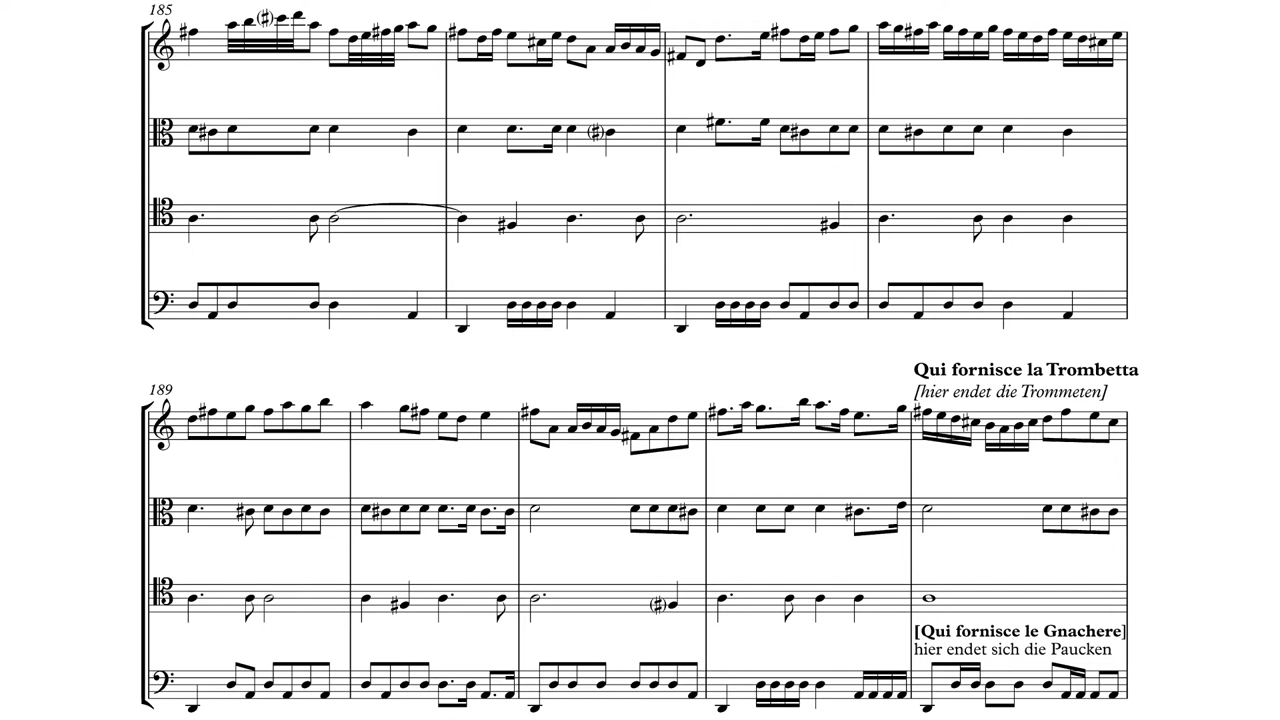 185
189
Qui fornisce la Trombetta
[hier endet die Trommeten]
[Qui fornisce le Gnachere]
hier endet sich die Paucken